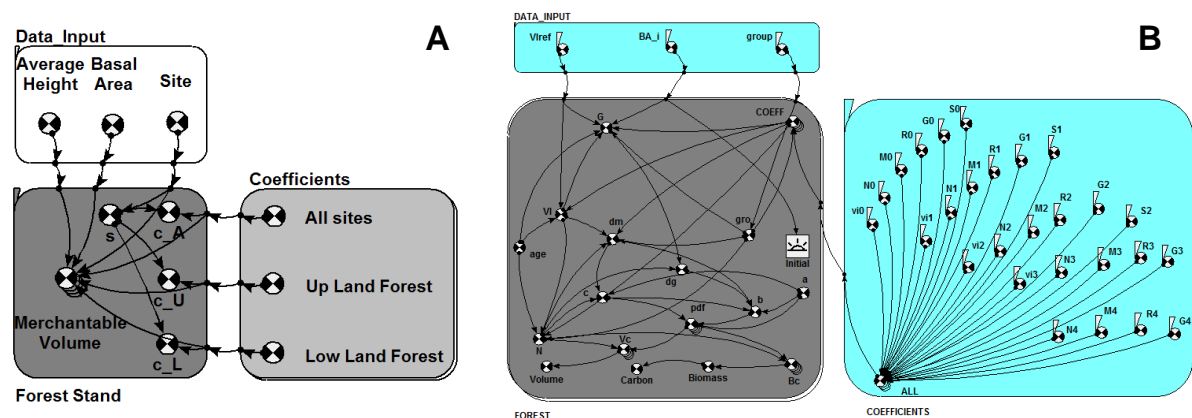 A
Data_Input
Average
Height
Basal
Area
Site
s
c_A
c_U
c_L
Merchantable
Volume
Forest Stand
Coefficients
All sites
Up Land Forest
Low Land Forest
B
DATA_INPUT
VIref
BA_i
group
G
COEFF
VI
dm
gro
age
Initial
dg
c
a
b
pdf
N
Vc
Volume
Carbon
Biomass
Bc
FOREST
S0
G0
R0
M0
N0
vi0
S1
G1
R1
M1
N1
vi1
G2
S2
R2
M2
N2
vi2
G3
R3
M3
N3
vi3
G4
R4
M4
N4
ALL
COEFFICIENTS